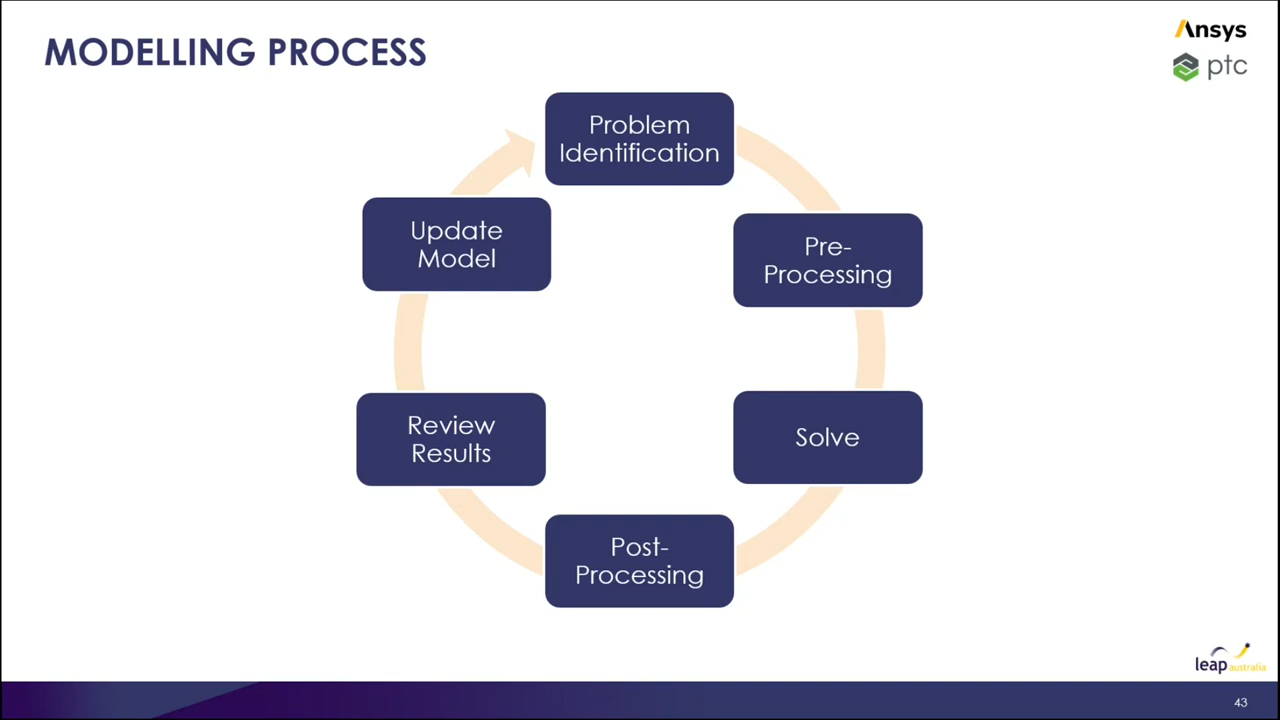 MODELLING PROCESS
Ansys
ptc
Problem
Identification
Pre-
Processing
Solve
Post-
Processing
Review
Results
Update
Model
leap australia
43